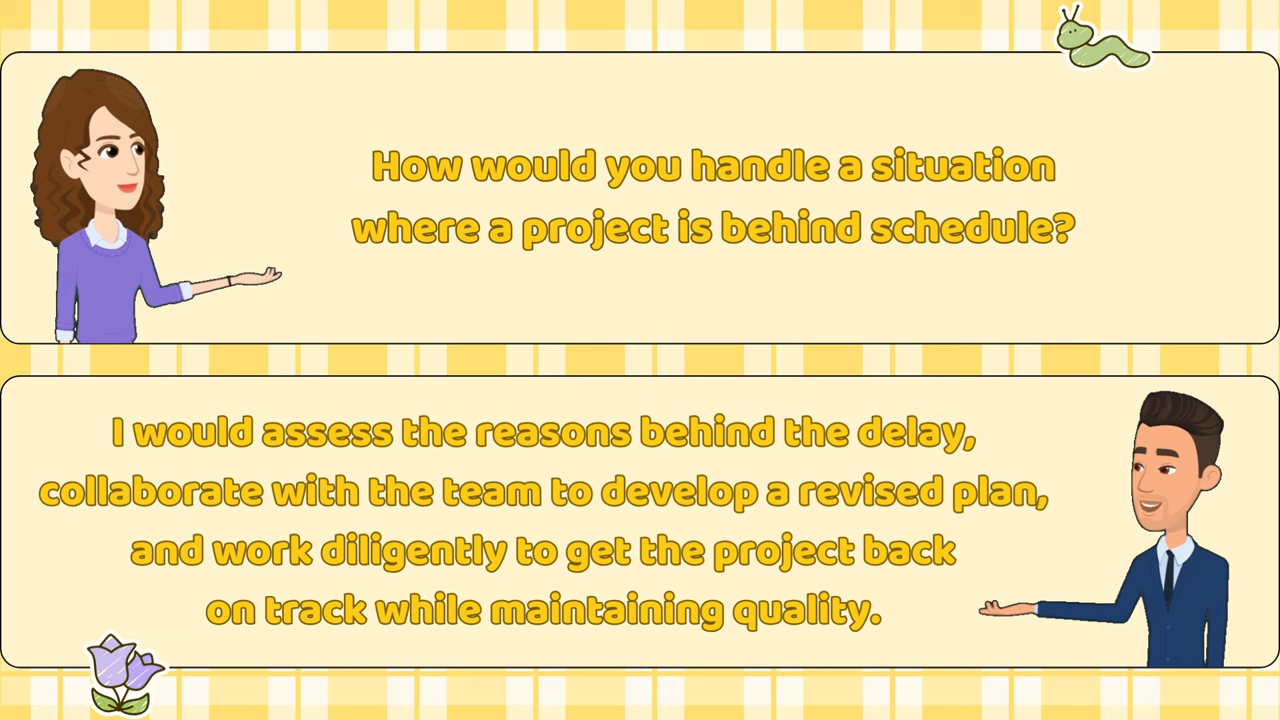 How would you handle a situation
where a project is behind schedule?
I would assess the reasons behind the delay,
collaborate with the team to develop a revised plan,
and work diligently to get the project back
on track while maintaining quality.